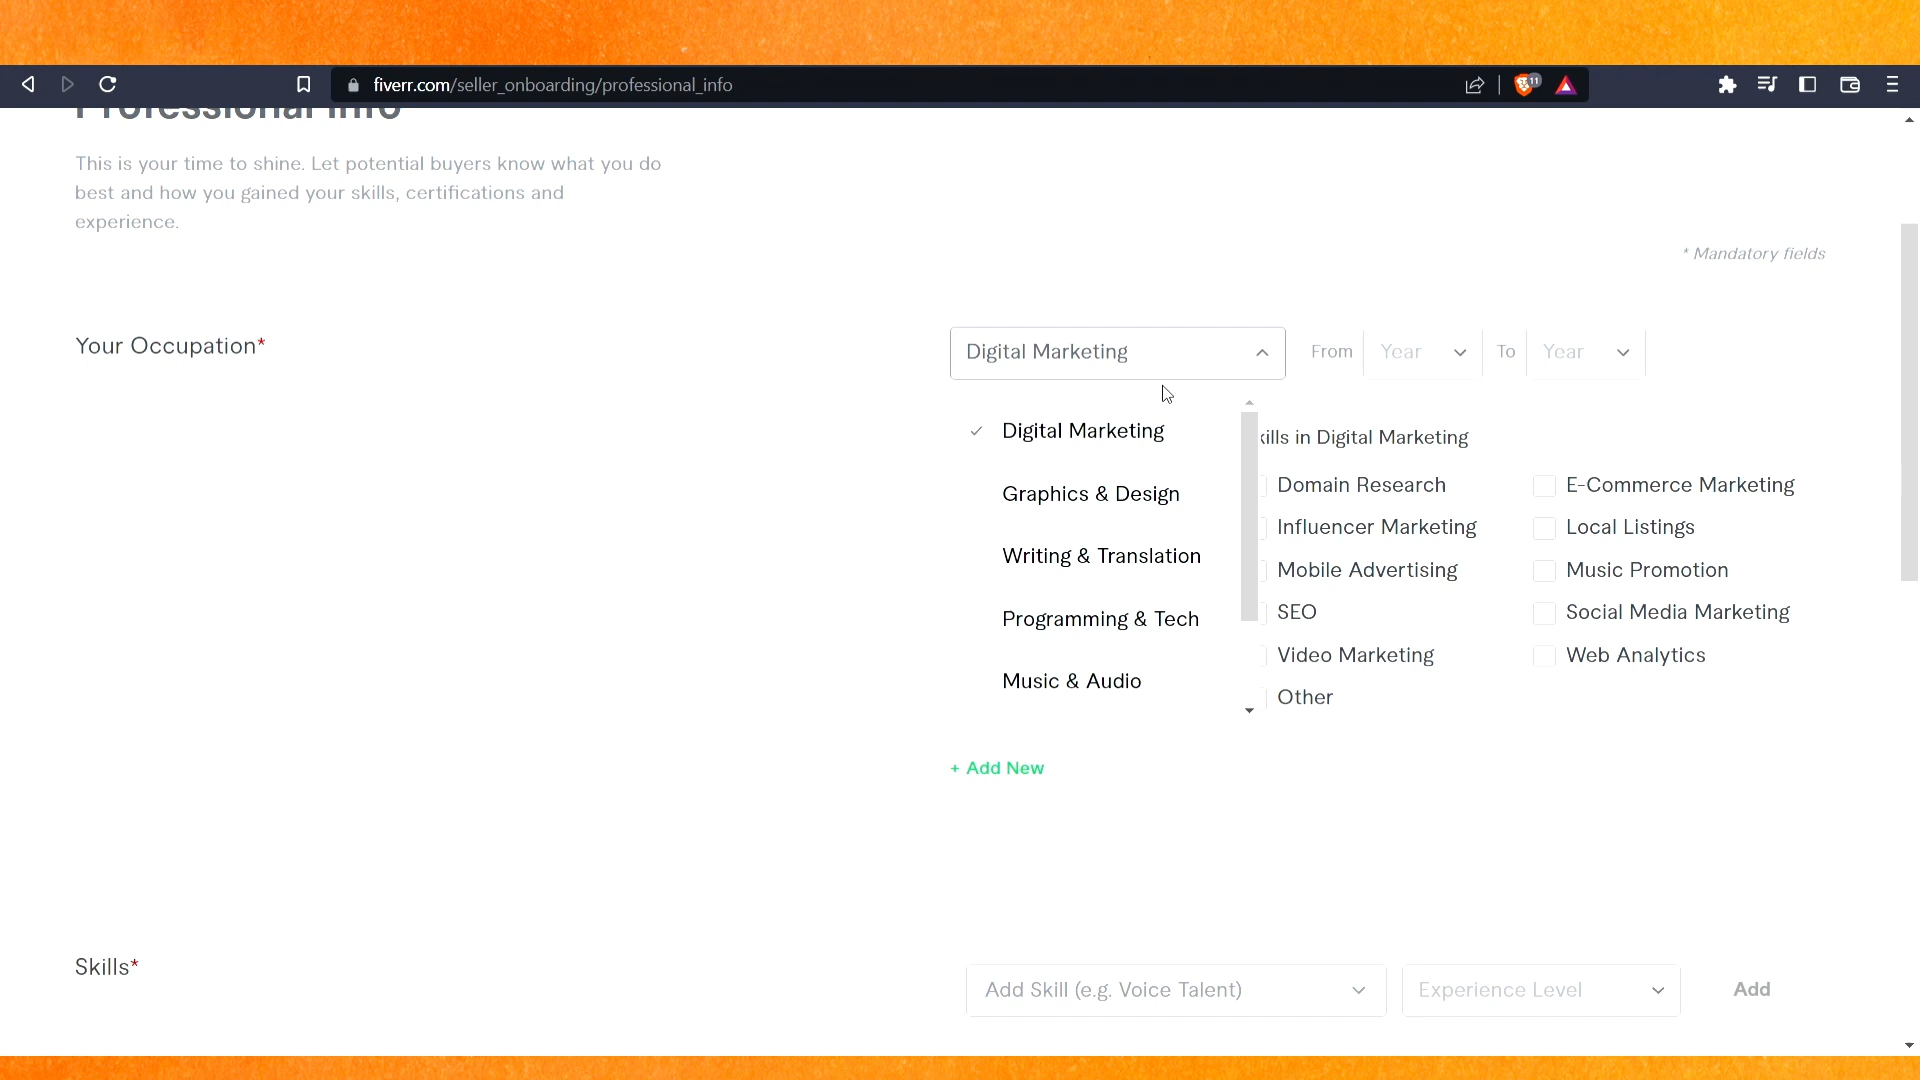 fiverr.com/seller_onboarding/professional_info
11
Professional Info
This is your time to shine. Let potential buyers know what you do
best and how you gained your skills, certifications and
experience.
* Mandatory fields
Your Occupation*
Digital Marketing
From
Year
To
Year
Digital Marketing
Graphics & Design
Writing & Translation
Programming & Tech
Music & Audio
kills in Digital Marketing
Domain Research
E-Commerce Marketing
Influencer Marketing
Local Listings
Mobile Advertising
Music Promotion
SEO
Social Media Marketing
Video Marketing
Web Analytics
Other
+ Add New
Skills*
Add Skill (e.g. Voice Talent)
Experience Level
Add